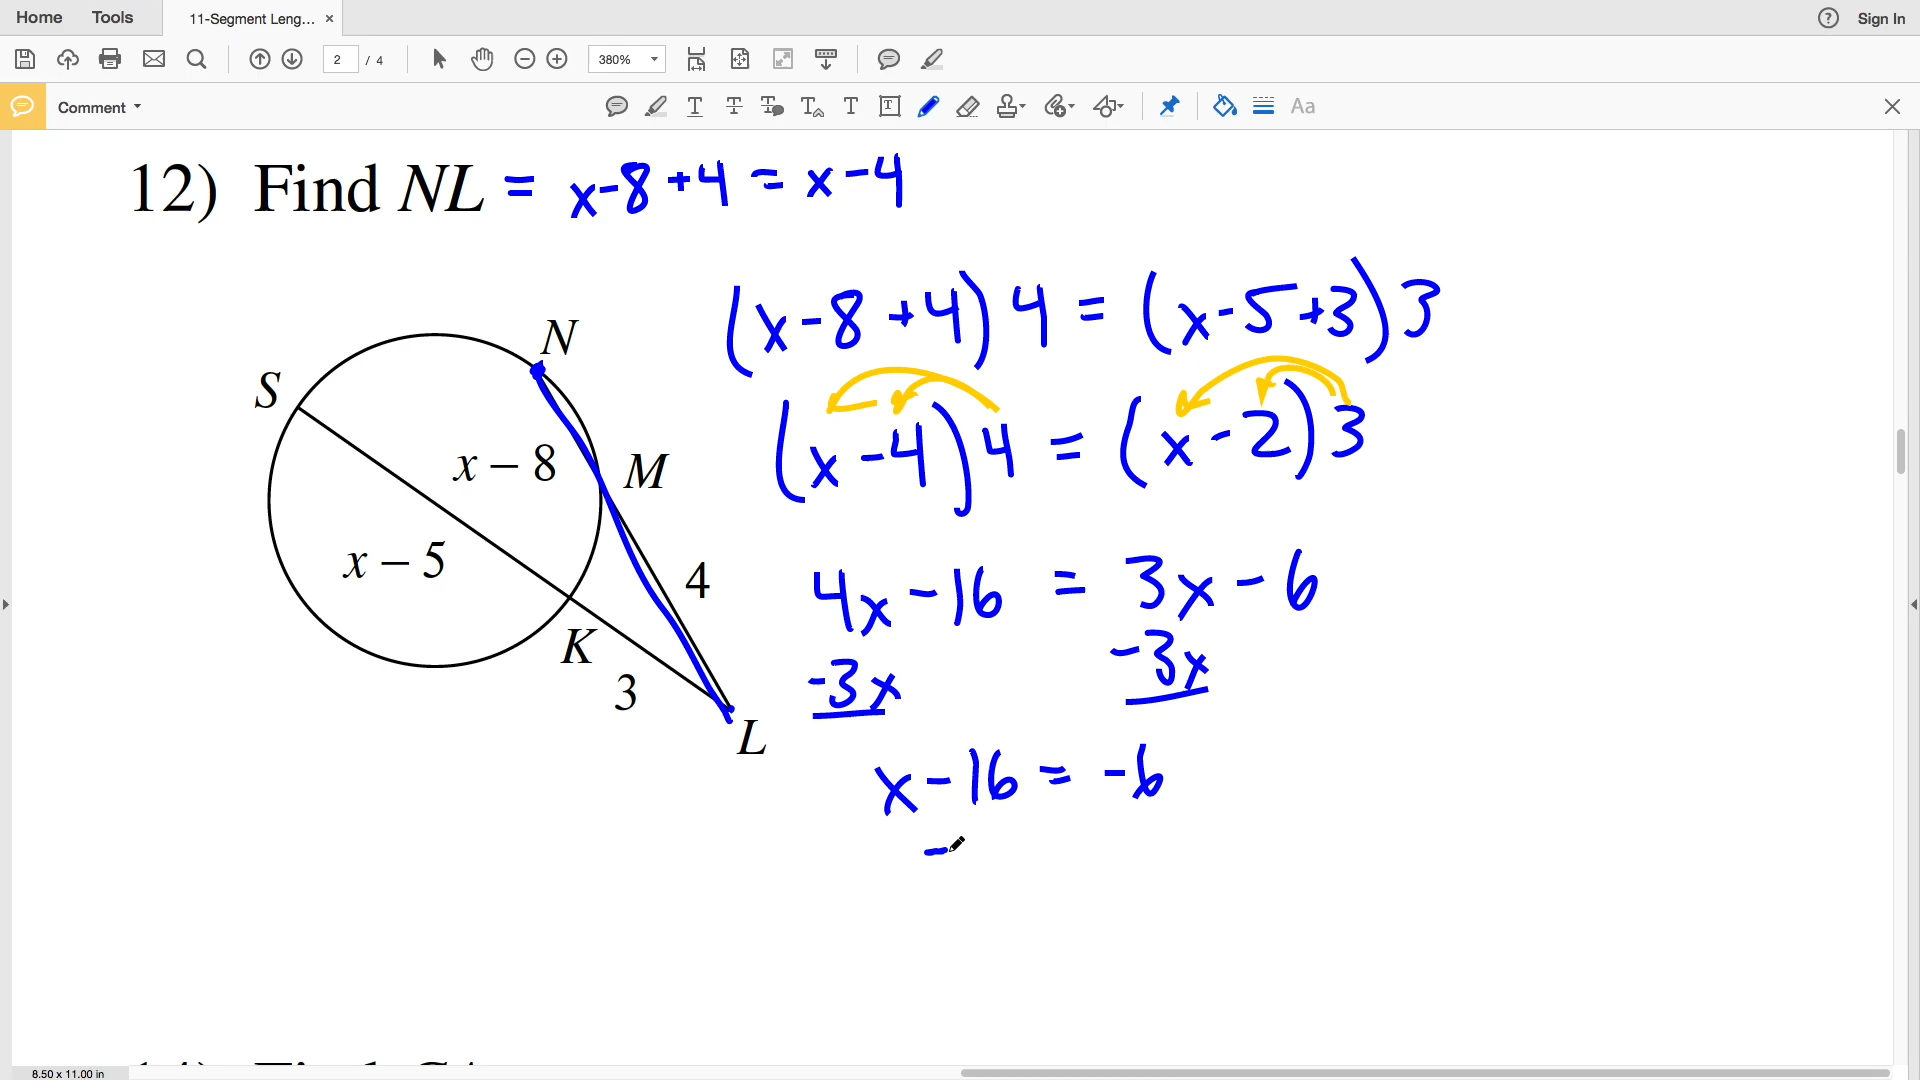 Home Tools 11-Segment Leng... × ? Sign In
2 / 4 380%
Comment T T T T T T Aa
12) Find NL = x-8+4 = x-4
(x-8+4)4 = (x-5+3)3
N
S
(x-4)4 = (x-2)3
x − 8
M
x − 5
4
4x-16 = 3x-6
K
-3x -3x
3
L
x-16 = -6
-
8.50 x 11.00 in